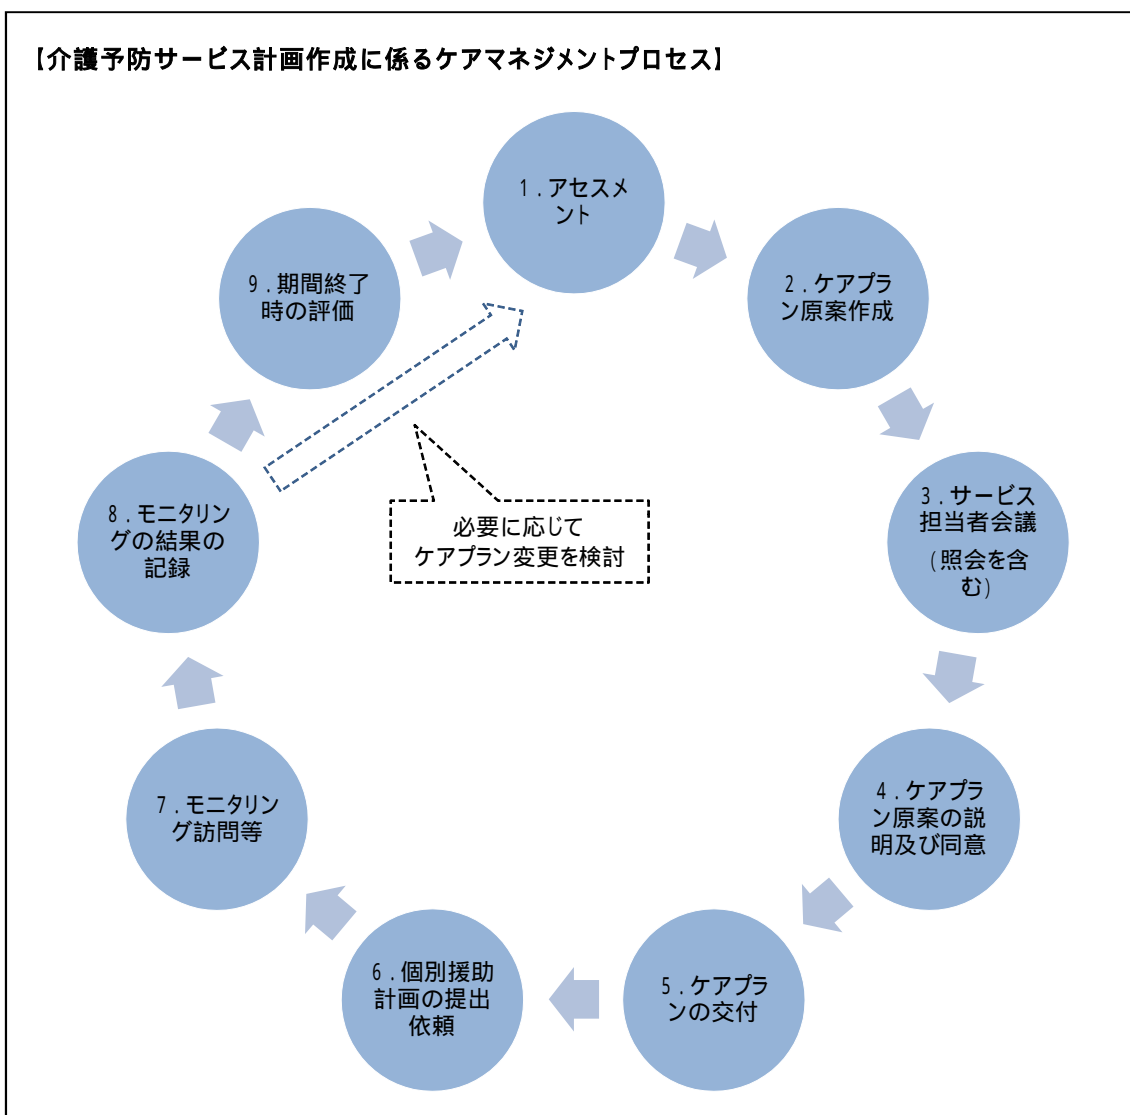 【介護予防サービス計画作成に係るケアマネジメントプロセス】
1．アセスメ
ント
2．ケアプラ
ン原案作成
3．サービス
担当者会議
(照会を含
む)
4．ケアプラ
ン原案の説
明及び同意
5．ケアプラ
ンの交付
6．個別援助
計画の提出
依頼
7．モニタリン
グ訪問等
8．モニタリン
グの結果の
記録
9．期間終了
時の評価
必要に応じて
ケアプラン変更を検討